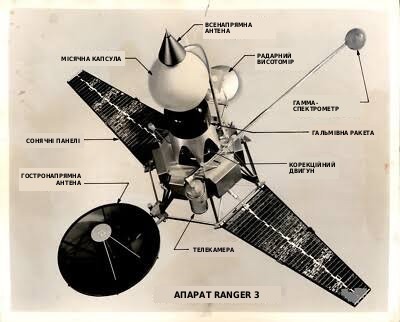 ВСЕНАПРЯМНА
АНТЕНА
МІСЯЧНА КАПСУЛА
РАДАРНИЙ
ВИСОТОМІР
ГАММА-
СПЕКТРОМЕТР
ГАЛЬМІВНА РАКЕТА
СОНЯЧНІ ПАНЕЛІ
КОРЕКЦІЙНИЙ
ДВИГУН
ГОСТРОНАПРЯМНА
АНТЕНА
ТЕЛЕКАМЕРА
АПАРАТ RANGER 3